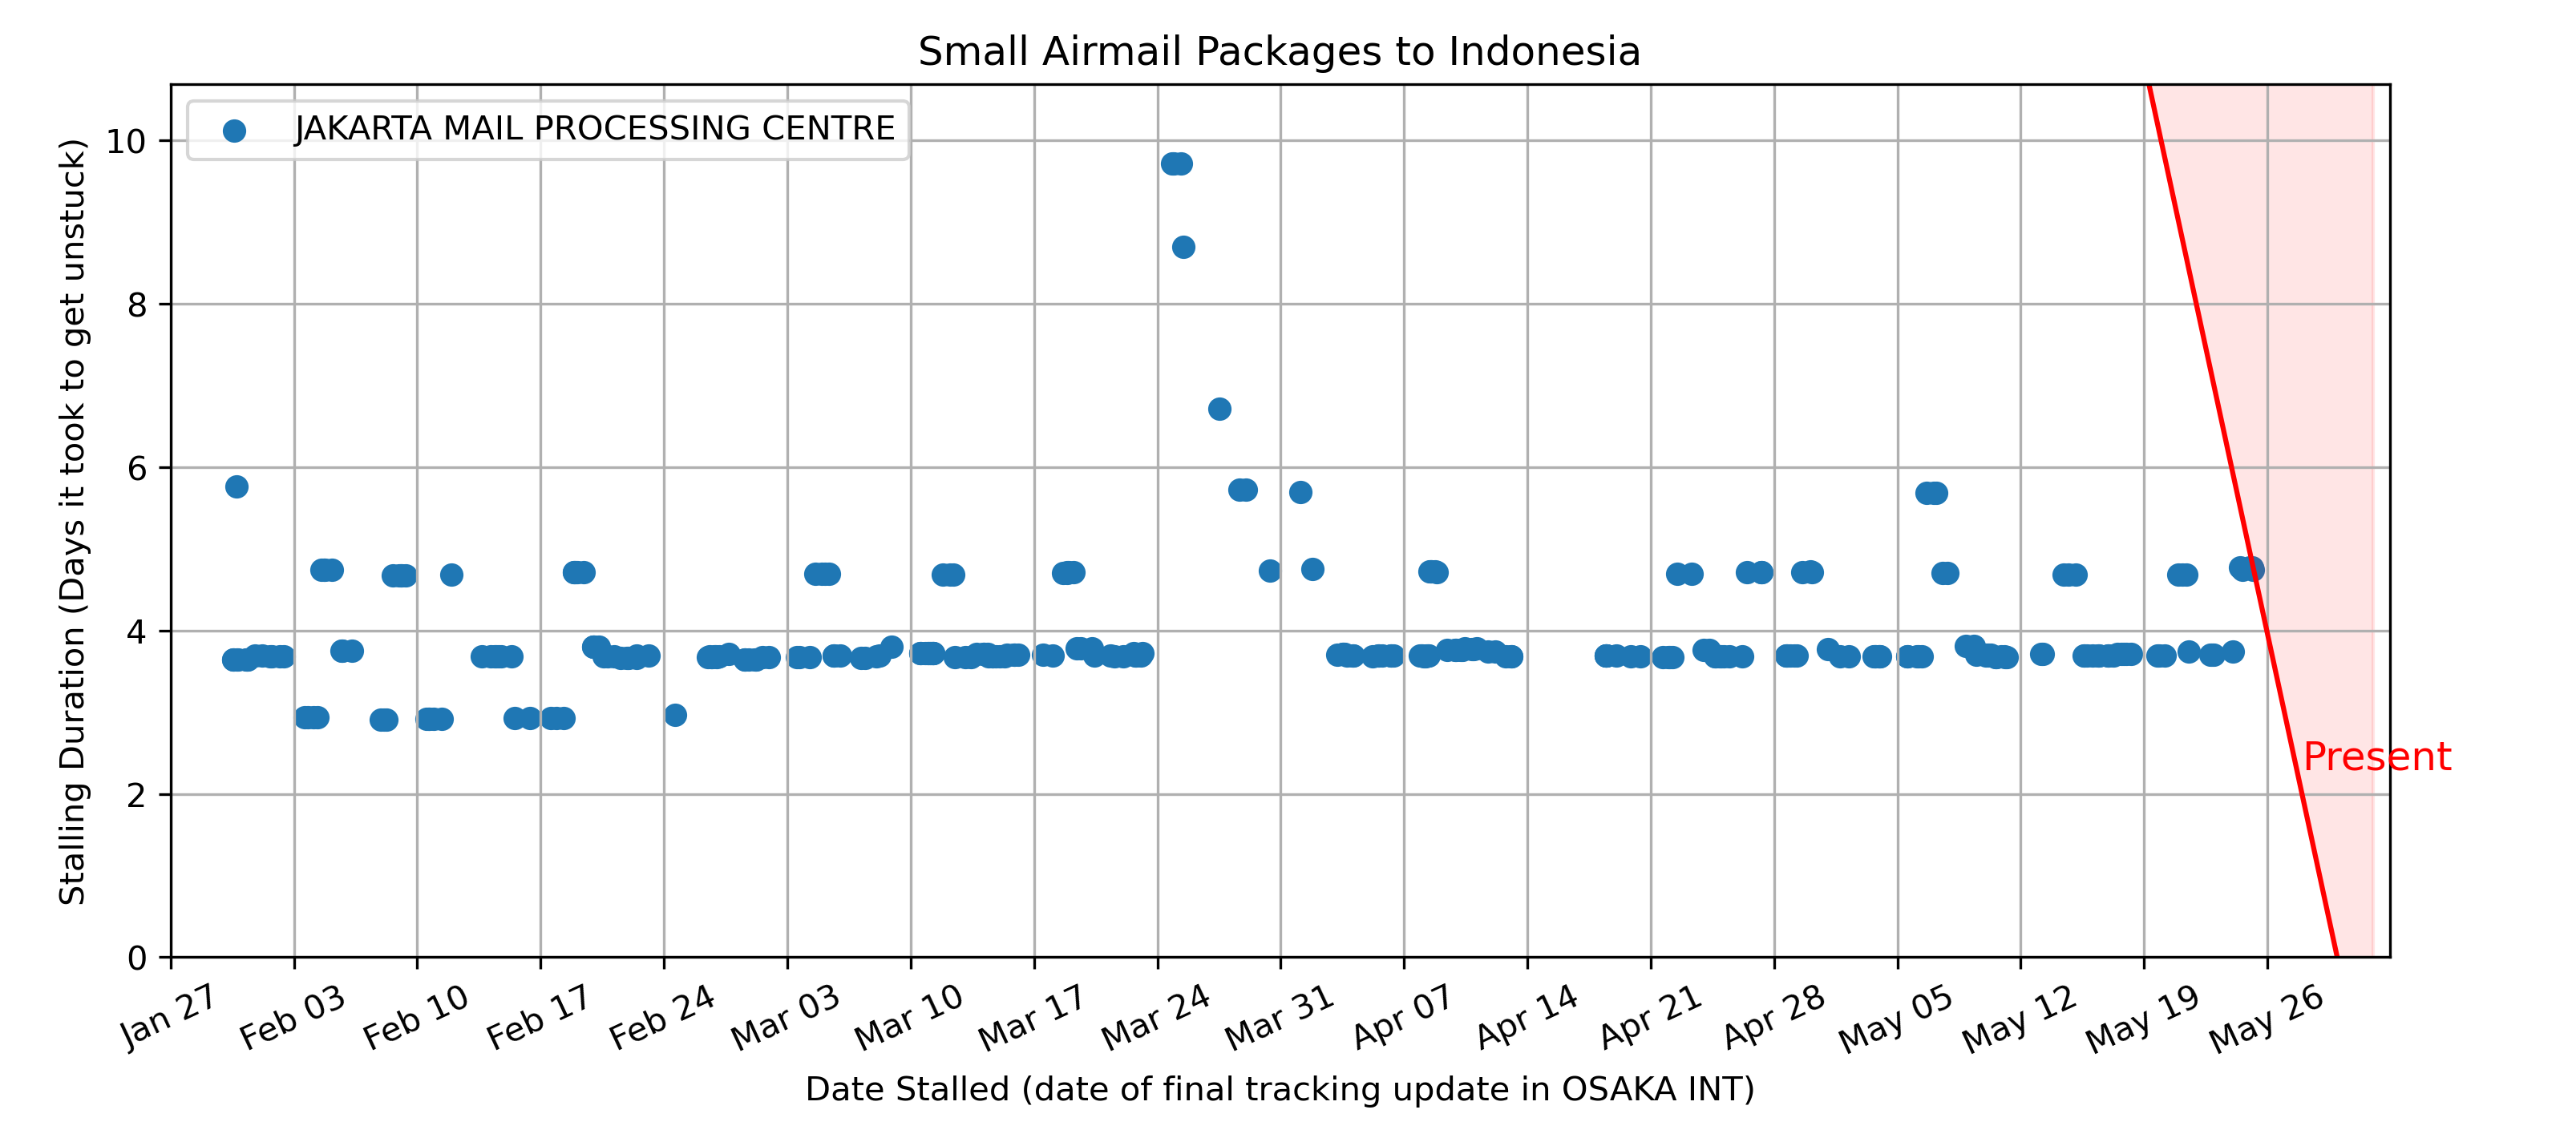 Small Airmail Packages to Indonesia
JAKARTA MAIL PROCESSING CENTRE
Stalling Duration (Days it took to get unstuck)
10
8
6
4
2
0
Present
Jan 27
Feb 03
Feb 10
Feb 17
Feb 24
Mar 03
Mar 10
Mar 17
Mar 24
Mar 31
Apr 07
Apr 14
Apr 21
Apr 28
May 05
May 12
May 19
May 26
Date Stalled (date of final tracking update in OSAKA INT)